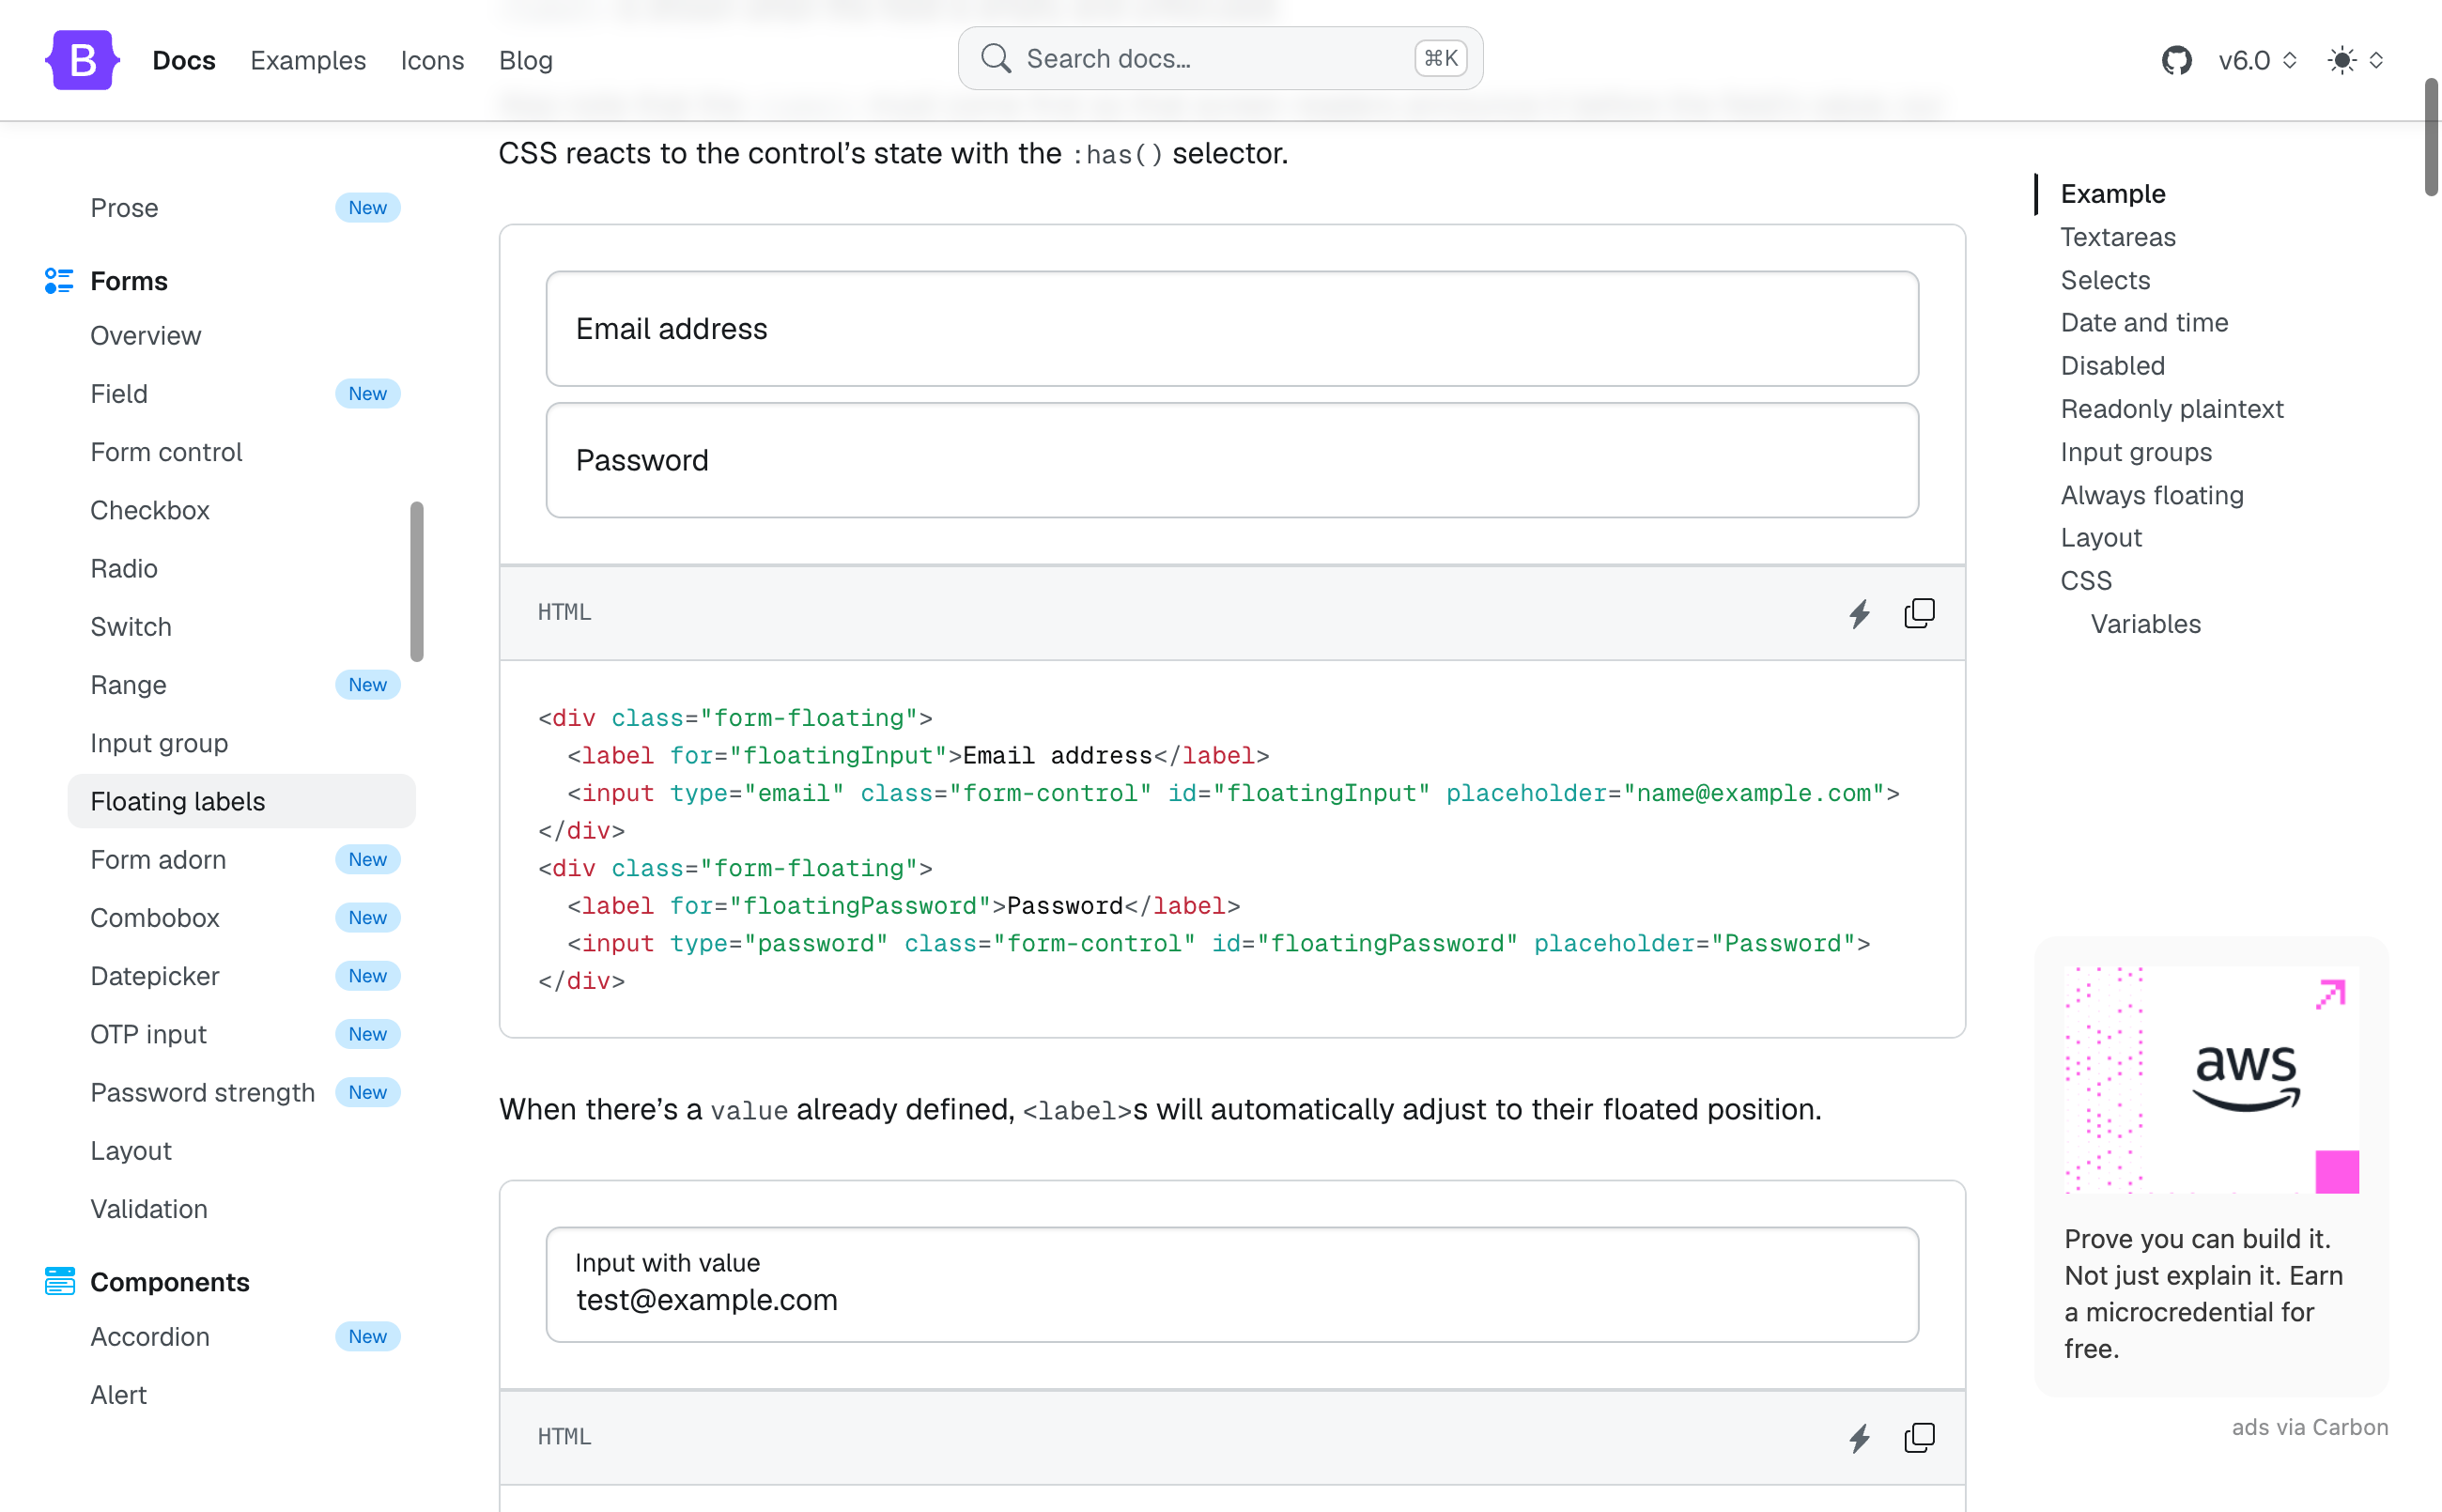 B
Docs
Examples
Icons
Blog
Search docs...
⌘K
v6.0
Prose
New
Forms
Overview
Field
New
Form control
Checkbox
Radio
Switch
Range
New
Input group
Floating labels
Form adorn
New
Combobox
New
Datepicker
New
OTP input
New
Password strength
New
Layout
Validation
Components
Accordion
New
Alert
CSS reacts to the control’s state with the :has() selector.
Email address
Password
HTML
<div class="form-floating">
  <label for="floatingInput">Email address</label>
  <input type="email" class="form-control" id="floatingInput" placeholder="name@example.com">
</div>
<div class="form-floating">
  <label for="floatingPassword">Password</label>
  <input type="password" class="form-control" id="floatingPassword" placeholder="Password">
</div>
When there’s a value already defined, <label>s will automatically adjust to their floated position.
Input with value
test@example.com
HTML
Example
Textareas
Selects
Date and time
Disabled
Readonly plaintext
Input groups
Always floating
Layout
CSS
Variables
aws
Prove you can build it.
Not just explain it. Earn
a microcredential for
free.
ads via Carbon